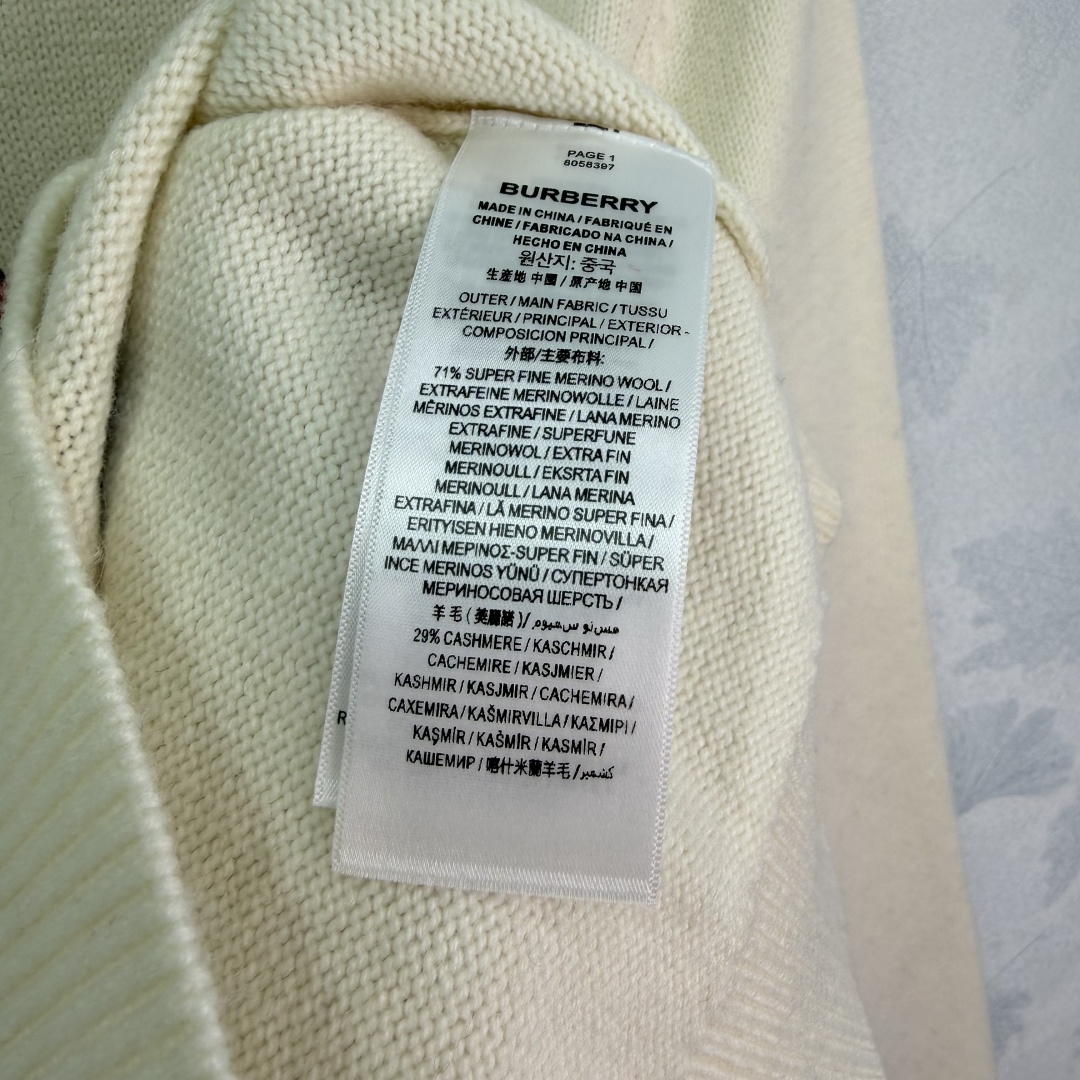 PAGE 1
8058397
BURBERRY
MADE IN CHINA / FABRIQUÉ EN
CHINE / FABRICADO NA CHINA /
HECHO EN CHINA
원산지: 중국
生産地 中國 / 原产地 中国
OUTER / MAIN FABRIC / TUSSU
EXTÉRIEUR / PRINCIPAL / EXTERIOR -
COMPOSICION PRINCIPAL /
外部/主要布料:
71% SUPER FINE MERINO WOOL /
EXTRAFEINE MERINOWOLLE / LAINE
MÊRINOS EXTRAFINE / LANA MERINO
EXTRAFINE / SUPERFUNE
MERINOWOL / EXTRA FIN
MERINOULL / EKSRTA FIN
MERINOULL / LANA MERINA
EXTRAFINA / LÃ MERINO SUPER FINA /
ERITYISEN HIENO MERINOVILLA /
ΜΑΛΛΙ ΜΕΡΙΝΟΣ-SUPER FIN / SÜPER
INCE MERINOS YÜNÜ / СУПЕРТОНКАЯ
МЕРИНОСОВАЯ ШЕРСТЬ /
羊毛 (
29% CASHMERE / KASCHMIR /
CACHEMIRE / KASJMIER /
KASHMIR / KASJMIR / CACHEMIRA /
CAXEMIRA / KAŠMIRVILLA / ΚΑΣΜΙΡΙ /
KAŞMİR / KAŠMÍR / KASMÍR /
КАШЕМИР / 喀什米蘭羊毛 / كشمير
R